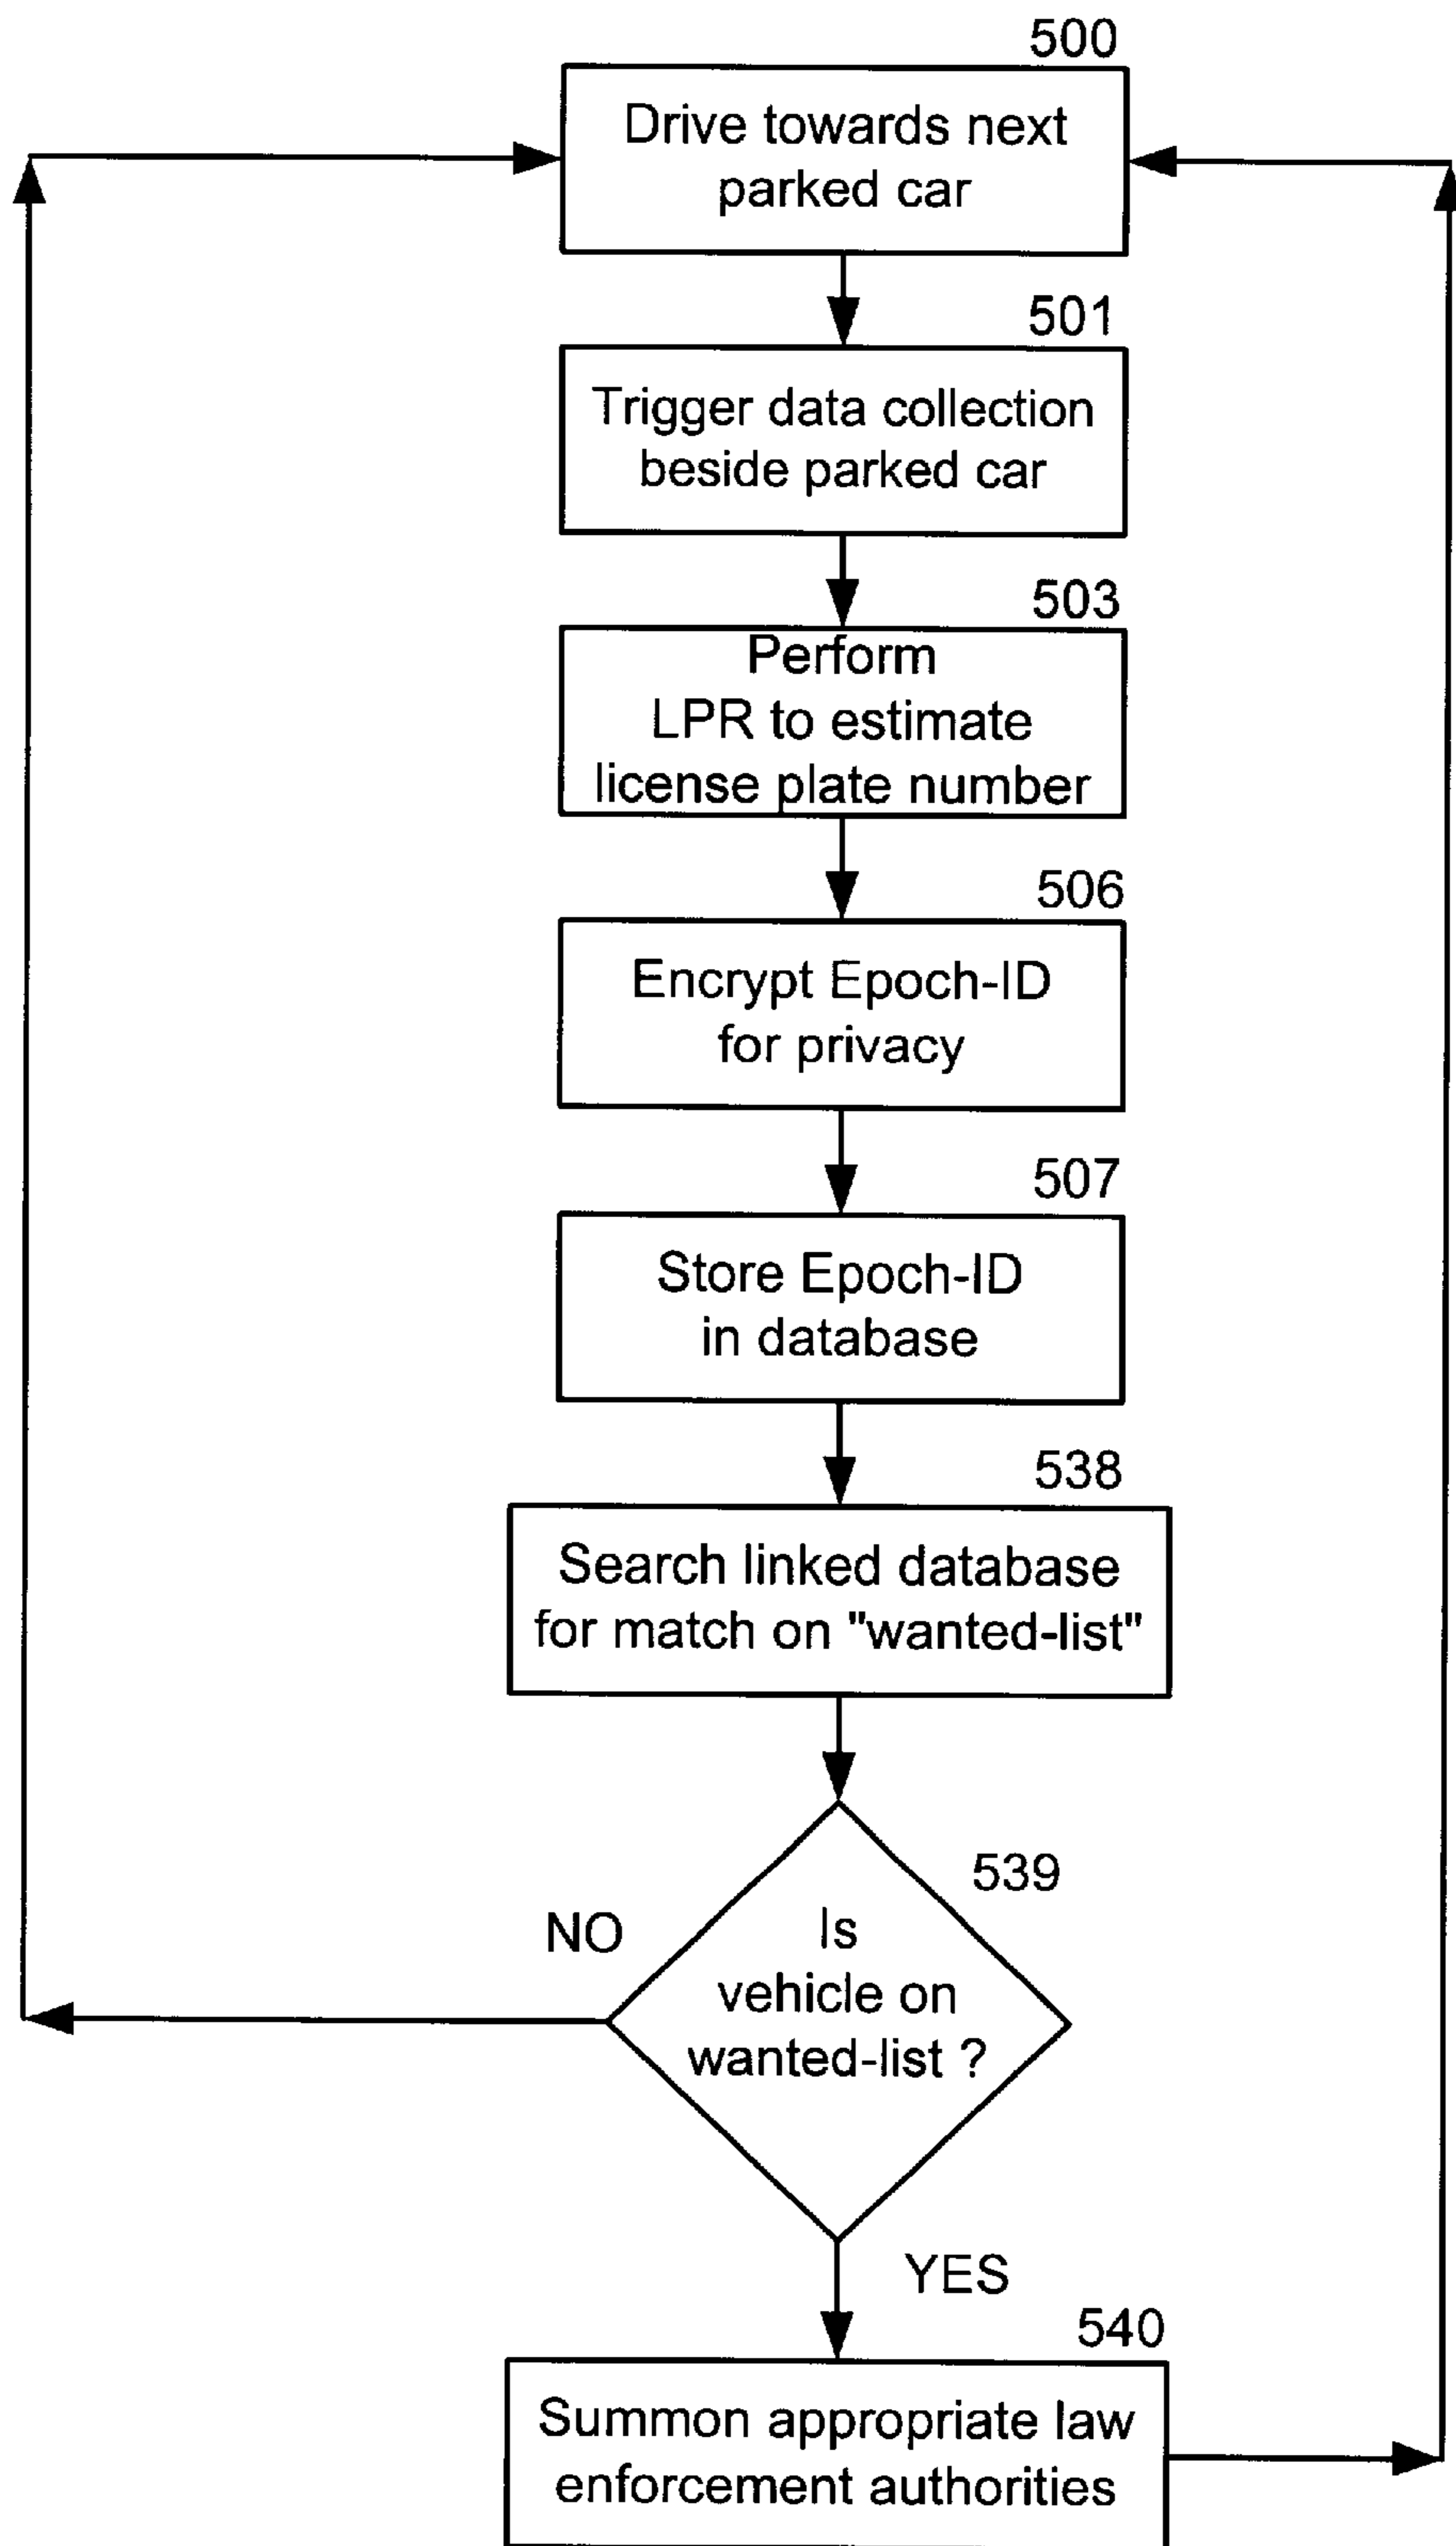 500
Drive towards next
parked car
501
Trigger data collection
beside parked car
503
Perform
LPR to estimate
license plate number
506
Encrypt Epoch-ID
for privacy
507
Store Epoch-ID
in database
538
Search linked database
for match on "wanted-list"
539
NO
Is
vehicle on
wanted-list ?
YES
540
Summon appropriate law
enforcement authorities